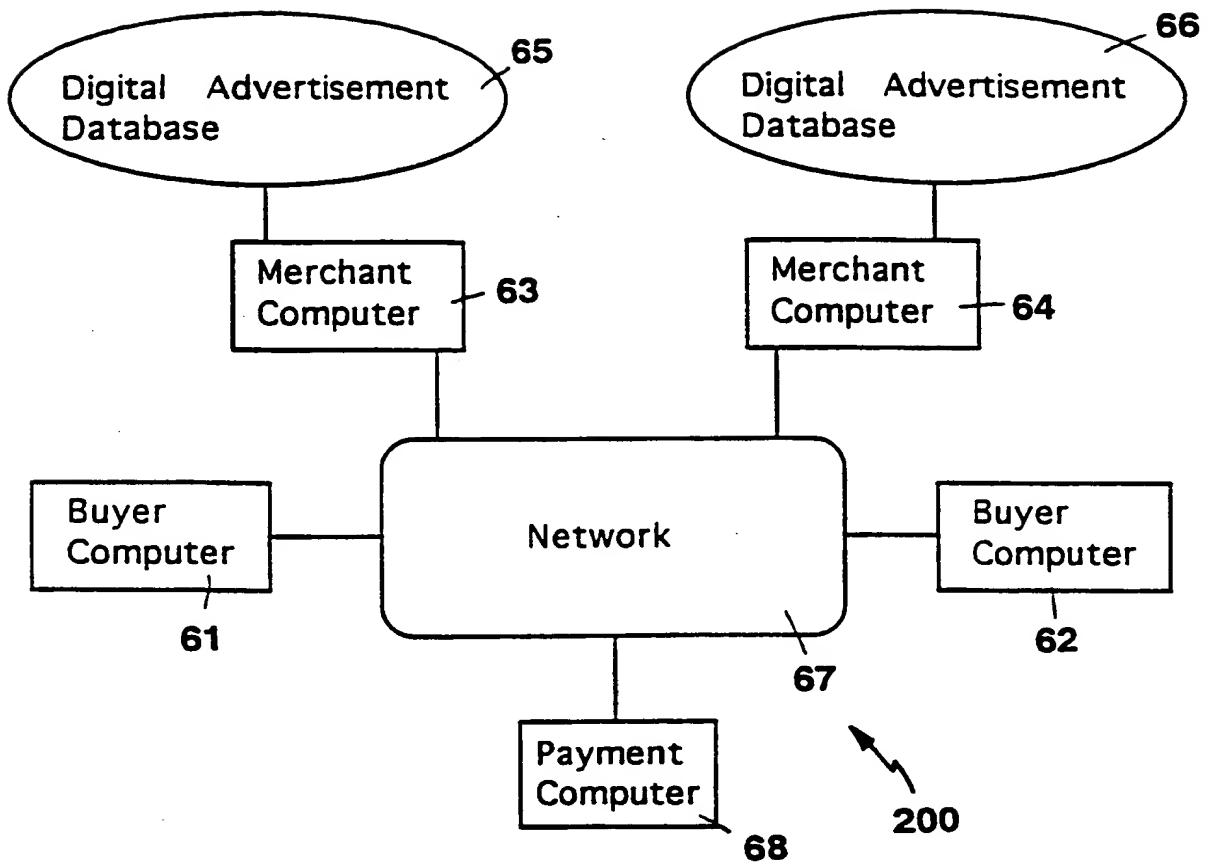 65
66
Digital Advertisement
Database
Digital Advertisement
Database
Merchant
Computer
63
Merchant
Computer
64
Buyer
Computer
61
Network
67
Buyer
Computer
62
Payment
Computer
68
200